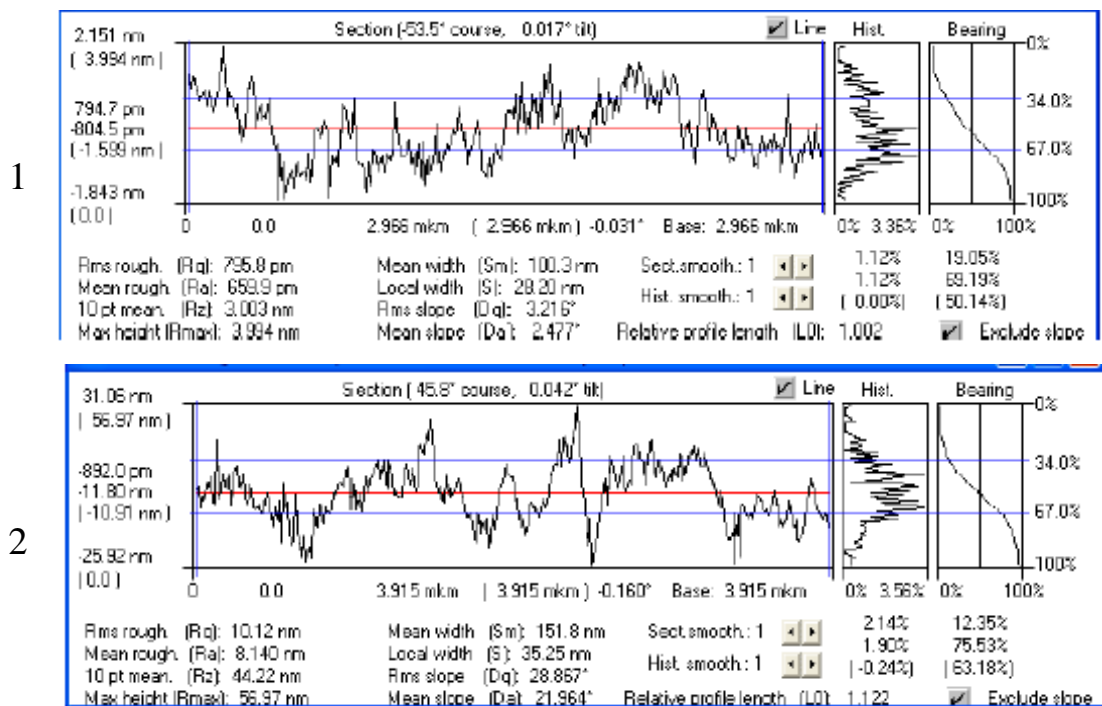 1
2.151 nm Section (-53.5° course, 0.017° tilt) Line Hist. Bearing
( 3.994 nm ) 0%
794.7 pm 34.0%
-804.5 pm
( -1.599 nm ) 67.0%
-1.843 nm 100%
( 0.0 ) 0 0.0 2.966 mkm ( 2.966 mkm ) -0.031° Base: 2.966 mkm 0% 3.36% 0% 100%
Rms rough. (Rq): 795.8 pm Mean width (Sm): 100.3 nm Sect.smooth.: 1 1.12% 19.05%
Mean rough. (Ra): 659.9 pm Local width (S): 28.20 nm 1.12% 69.19%
10 pt mean. (Rz): 3.003 nm Rms slope (Dq): 3.216° Hist. smooth.: 1 ( 0.00%) ( 50.14%)
Max height (Rmax): 3.994 nm Mean slope (Da): 2.477° Relative profile length (L0): 1.002 Exclude slope
2
31.06 nm Section ( 45.8° course, 0.042° tilt) Line Hist. Bearing
( 56.97 nm ) 0%
-892.0 pm 34.0%
-11.80 nm
( -10.91 nm ) 67.0%
-25.92 nm 100%
( 0.0 ) 0 0.0 3.915 mkm ( 3.915 mkm ) -0.160° Base: 3.915 mkm 0% 3.56% 0% 100%
Rms rough. (Rq): 10.12 nm Mean width (Sm): 151.8 nm Sect.smooth.: 1 2.14% 12.35%
Mean rough. (Ra): 8.140 nm Local width (S): 35.25 nm 1.90% 75.53%
10 pt mean. (Rz): 44.22 nm Rms slope (Dq): 28.867° Hist. smooth.: 1 ( -0.24%) ( 63.18%)
Max height (Rmax): 56.97 nm Mean slope (Da): 21.964° Relative profile length (L0): 1.122 Exclude slope